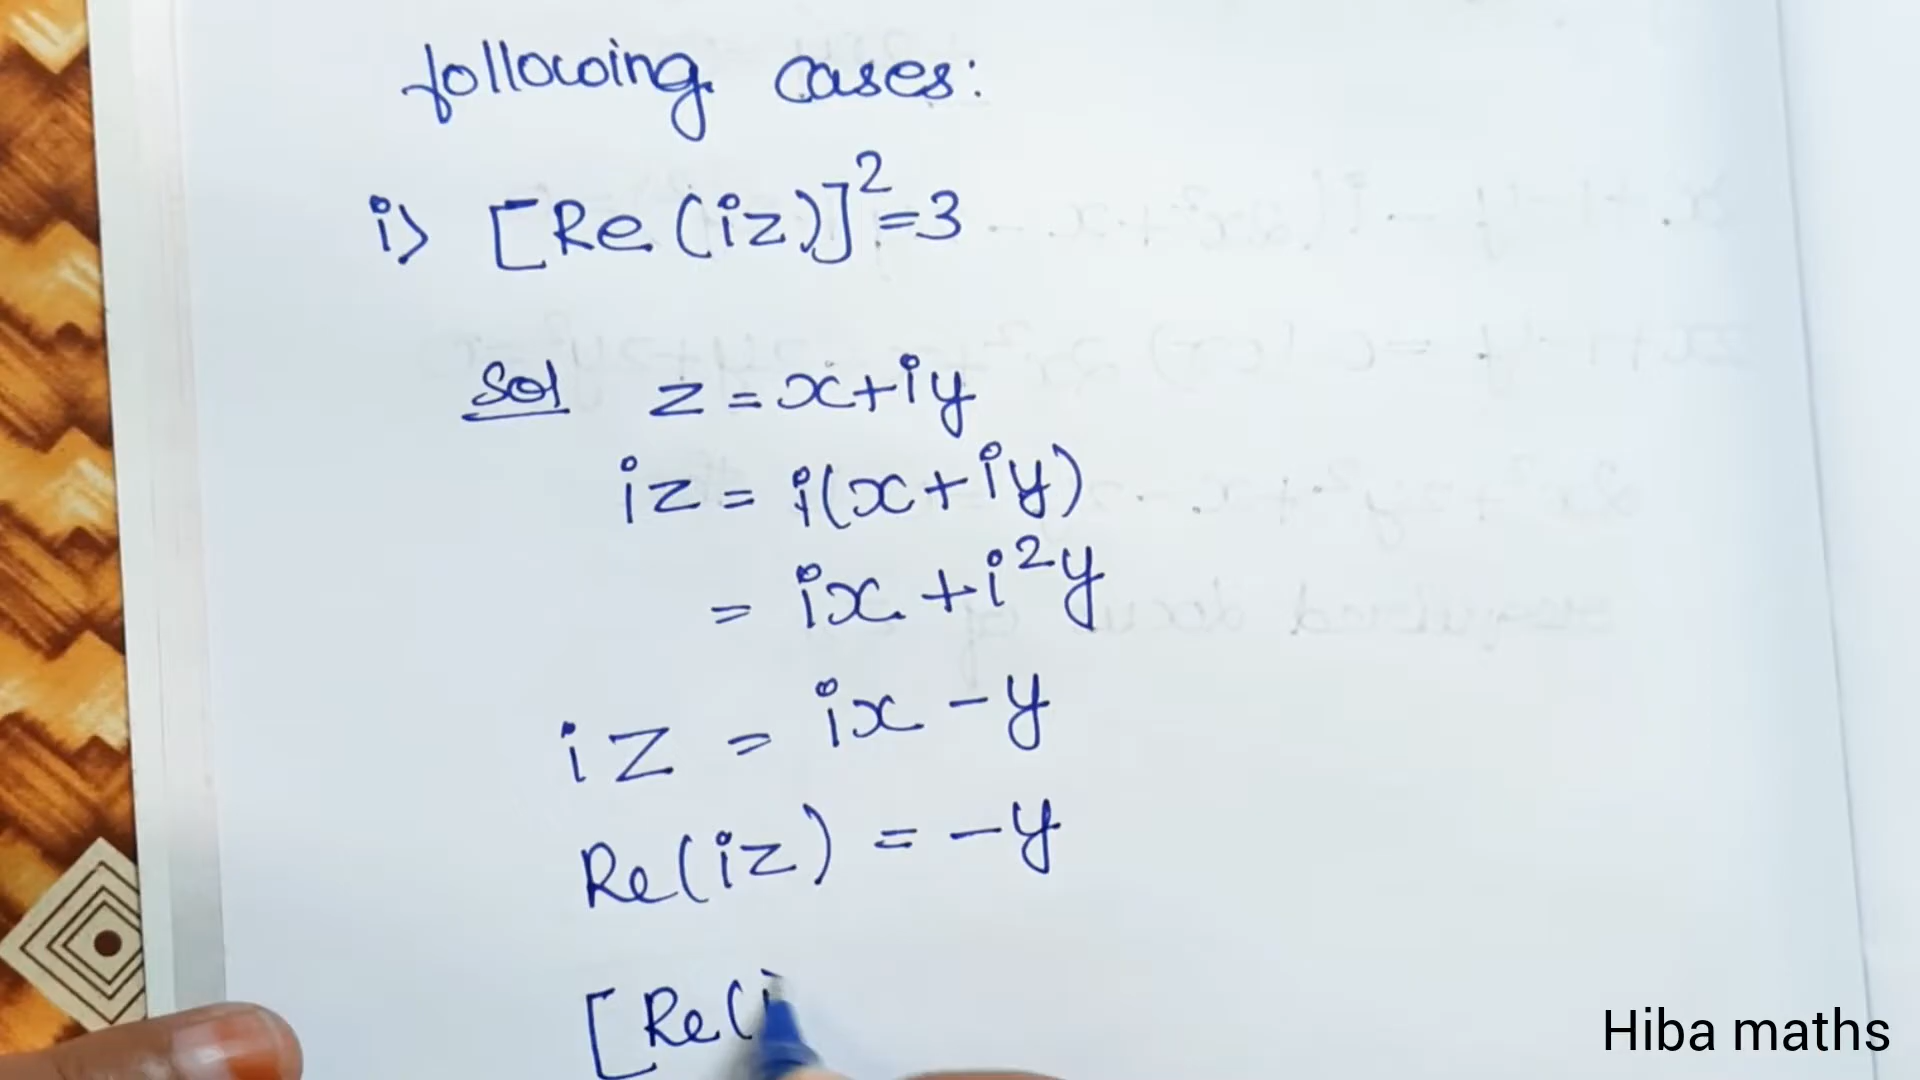 following cases:
i) [Re(iz)]²=3
Sol z = x+iy
iz = i(x+iy)
= ix + i²y
iz = ix - y
Re(iz) = -y
[Re(i
Hiba maths